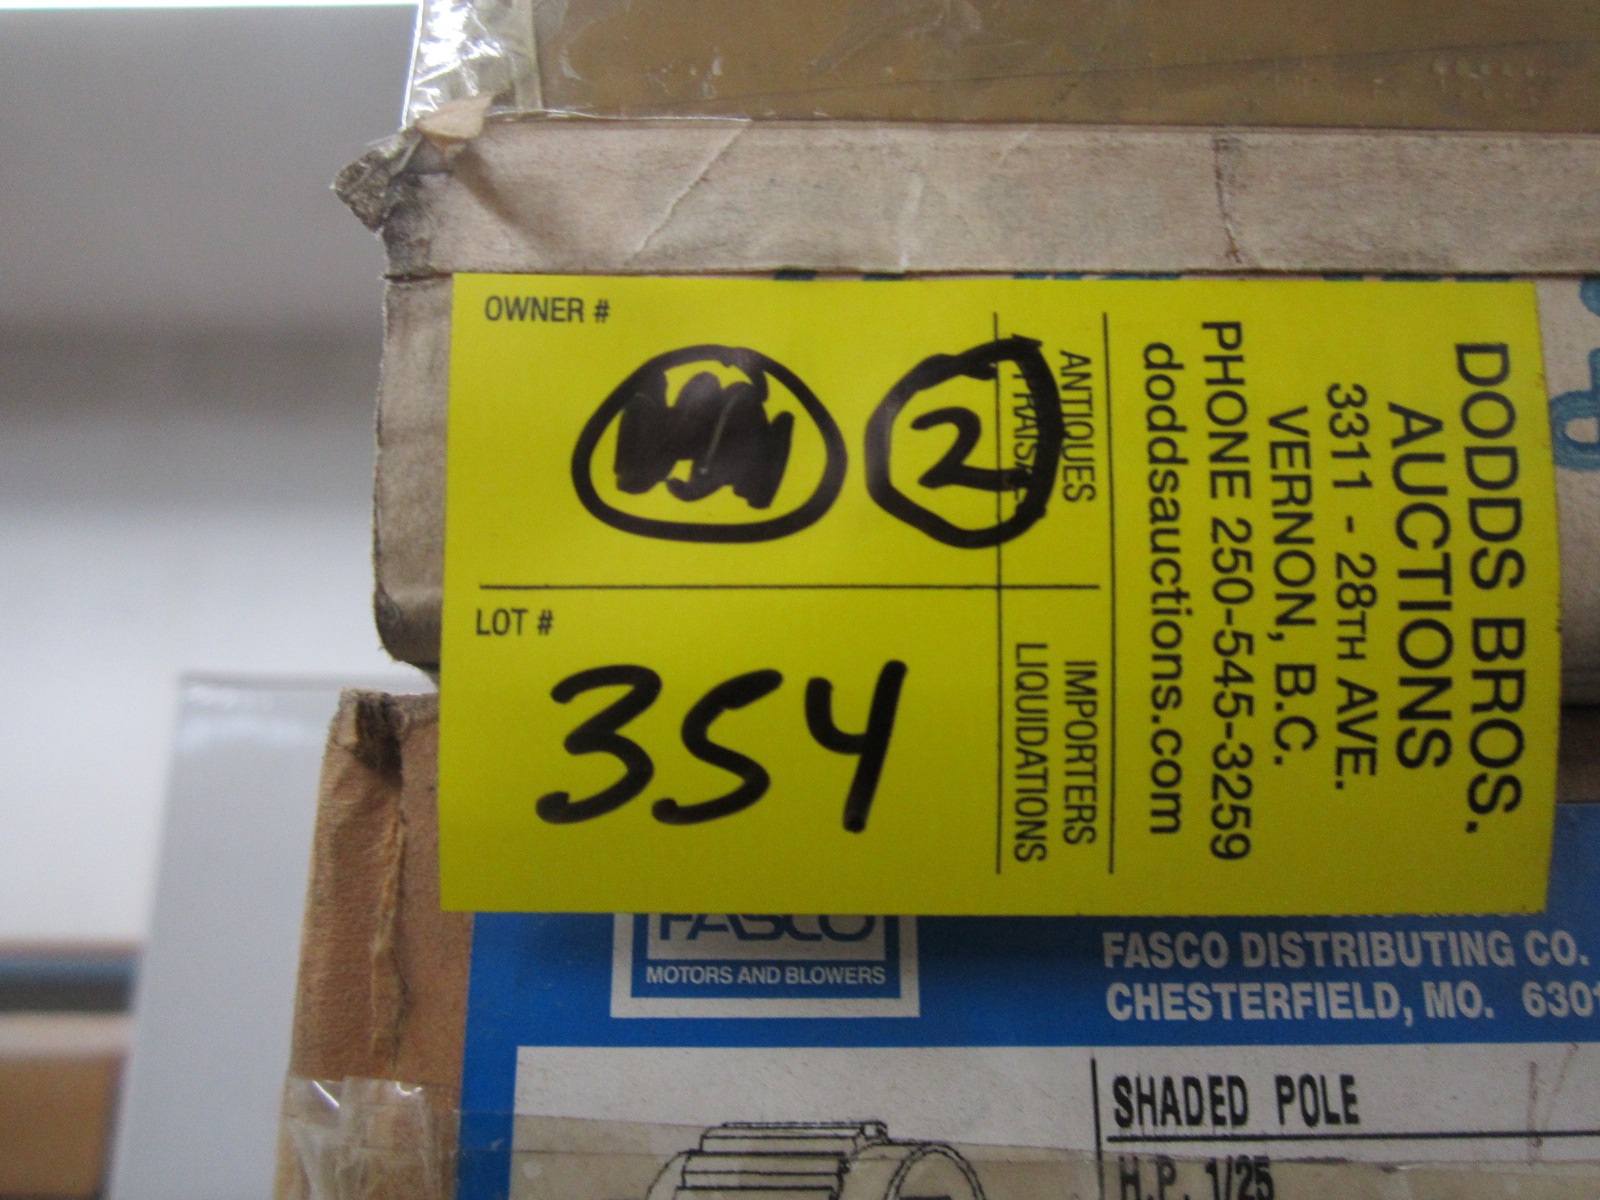 OWNER #
2
LOT #
354
ANTIQUES
IMPORTERS
LIQUIDATIONS
DODDS BROS.
AUCTIONS
3311 - 28TH AVE.
VERNON, B.C.
PHONE 250-545-3259
doddsauctions.com
FASCO
MOTORS AND BLOWERS
FASCO DISTRIBUTING CO.
CHESTERFIELD, MO.
SHADED POLE
H.P. 1/25